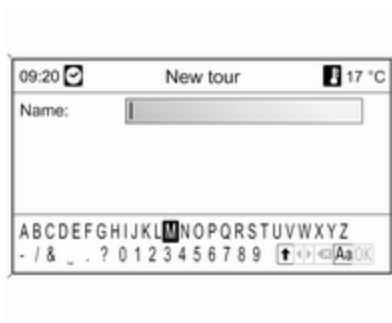 09:20 New tour 17 °C
Name:
ABCDEFGHIJKLMNOPQRSTUVWXYZ
- / & _ . ? 0 1 2 3 4 5 6 7 8 9 Aa OK